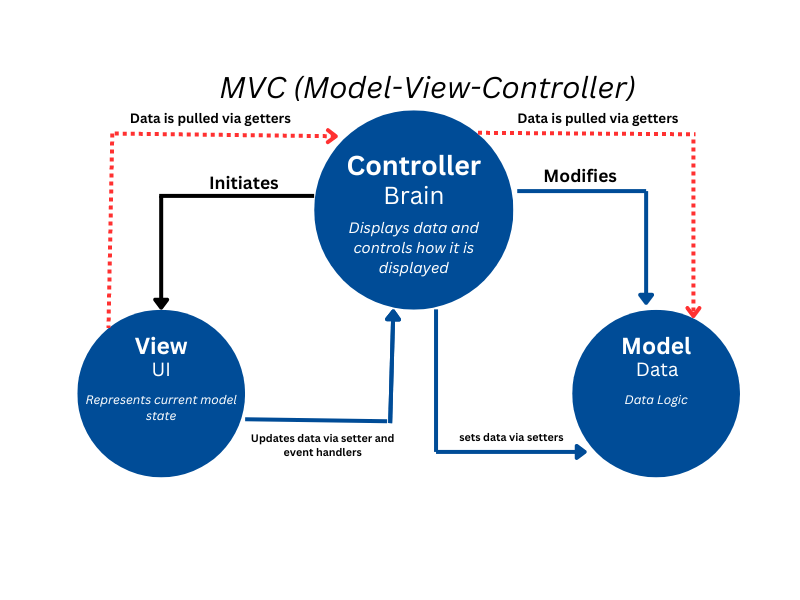 MVC (Model-View-Controller)
Data is pulled via getters
Data is pulled via getters
Controller
Brain
Displays data and
controls how it is
displayed
Initiates
Modifies
View
UI
Represents current model
state
Model
Data
Data Logic
Updates data via setter and
event handlers
sets data via setters